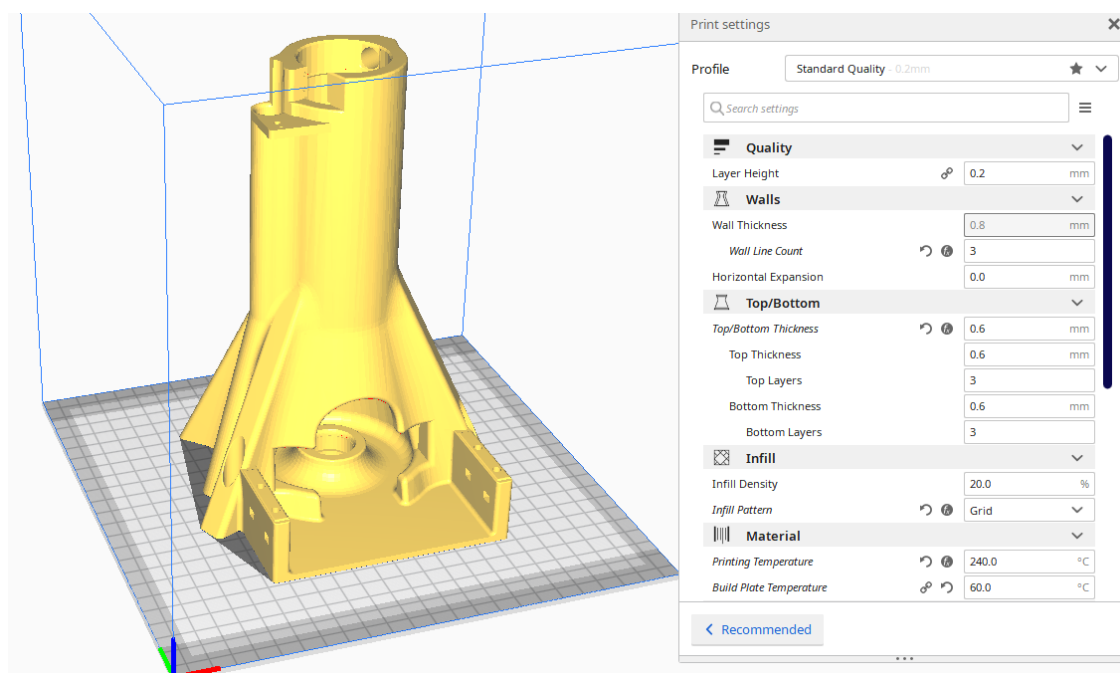 Print settings
Profile
Standard Quality - 0.2mm
Search settings
Quality
Layer Height 0.2 mm
Walls
Wall Thickness 0.8 mm
Wall Line Count 3
Horizontal Expansion 0.0 mm
Top/Bottom
Top/Bottom Thickness 0.6 mm
Top Thickness 0.6 mm
Top Layers 3
Bottom Thickness 0.6 mm
Bottom Layers 3
Infill
Infill Density 20.0 %
Infill Pattern Grid
Material
Printing Temperature 240.0 °C
Build Plate Temperature 60.0 °C
Recommended